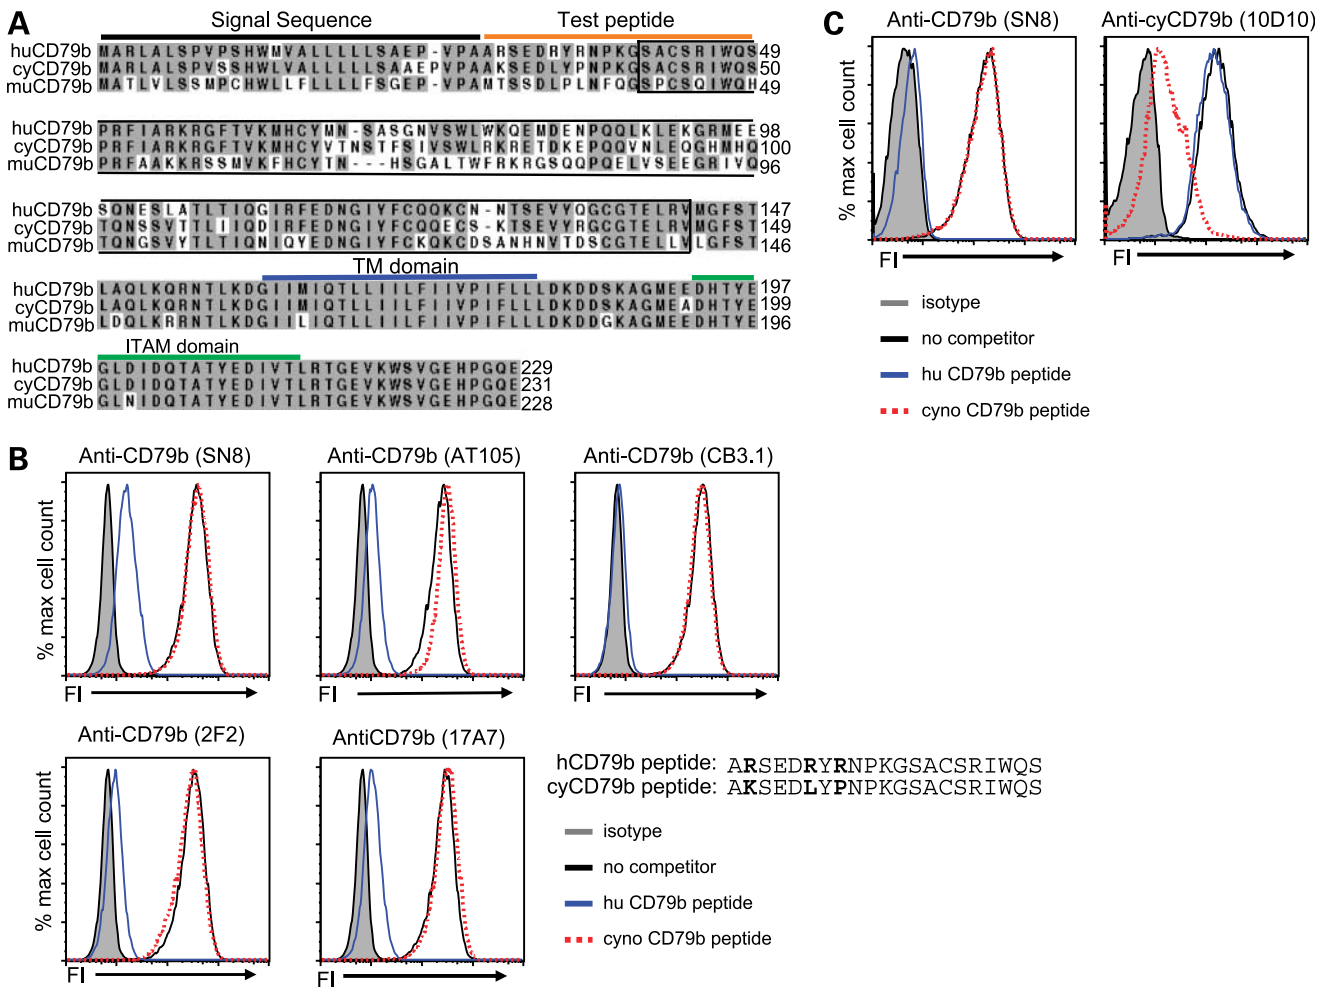 A
Signal Sequence Test peptide
huCD79b MARLALSPVPSHWMVALLLLLSAEP-VPAARSEDRYRNPKGSACSRIWQS 49
cyCD79b MARLALSPVSSHWLVALLLLLSAAEPVPAAKSEDLYPNPKGSACSRIWQS 50
muCD79b MATLVLSSMPCHWLLFLLLLFSGEP-VPAMTSSDLPLNFQGSPCSQIWQH 49
huCD79b PRFIARKRGFTVKMHCYMN-SASGNVSWLWKQEMDENPQQLKLEKGRMEE 98
cyCD79b PRFIARKRGFTVKMHCYVTNSTFSIVSWLRKRETDKEPQQVNLEQGHMHQ 100
muCD79b PRFAAKKRSSMVKFHCYTN---HSGALTWFRKRGSQQPQELVSEEGRIVQ 96
huCD79b SQNESLATLTIQGIRFEDNGIYFCQQKCN-NTSEVYQGCGTELRVMGFST 147
cyCD79b TQNSSVTTLIIQDIRFEDNGIYFCQQECS-KTSEVYRGCGTELRVMGFST 149
muCD79b TQNGSVYTLTIQNIQYEDNGIYFCKQKCDSANHNVTDSCGTELLVLGFST 146
TM domain
huCD79b LAQLKQRNTLKDGIIMIQTLLIILFIIVPIFLLLDKDDSKAGMEEDHTYE 197
cyCD79b LAQLKQRNTLKDGIIMIQTLLIILFIIVPIFLLLDKDDSKAGMEEADHTYE 199
muCD79b LDQLKRRNTLKDGIILIQTLLIILFIIVPIFLLLDKDDGKAGMEEDHTYE 196
ITAM domain
huCD79b GLDIDQTATYEDIVTLRTGEVKWSVGEHPGQE 229
cyCD79b GLDIDQTATYEDIVTLRTGEVKWSVGEHPGQE 231
muCD79b GLNIDQTATYEDIVTLRTGEVKWSVGEHPGQE 228
B
Anti-CD79b (SN8) Anti-CD79b (AT105) Anti-CD79b (CB3.1)
% max cell count
FI FI FI
Anti-CD79b (2F2) AntiCD79b (17A7)
% max cell count
FI FI
hCD79b peptide: ARSEDRYRNPKGSACSRIWQS
cyCD79b peptide: AKSEDLYPNPKGSACSRIWQS
isotype
no competitor
hu CD79b peptide
cyno CD79b peptide
C
Anti-CD79b (SN8) Anti-cyCD79b (10D10)
% max cell count % max cell count
FI FI
isotype
no competitor
hu CD79b peptide
cyno CD79b peptide